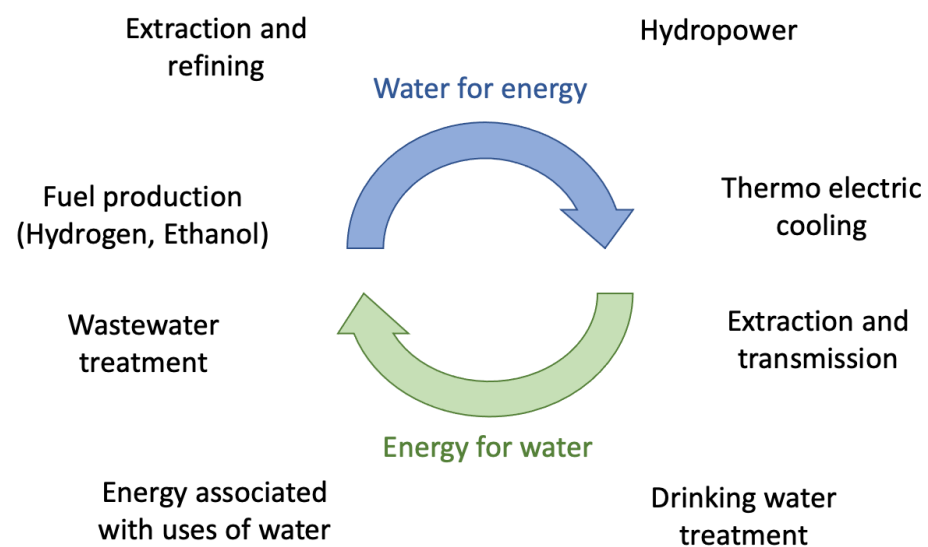 Extraction and
refining
Hydropower
Water for energy
Fuel production
(Hydrogen, Ethanol)
Thermo electric
cooling
Wastewater
treatment
Extraction and
transmission
Energy for water
Energy associated
with uses of water
Drinking water
treatment